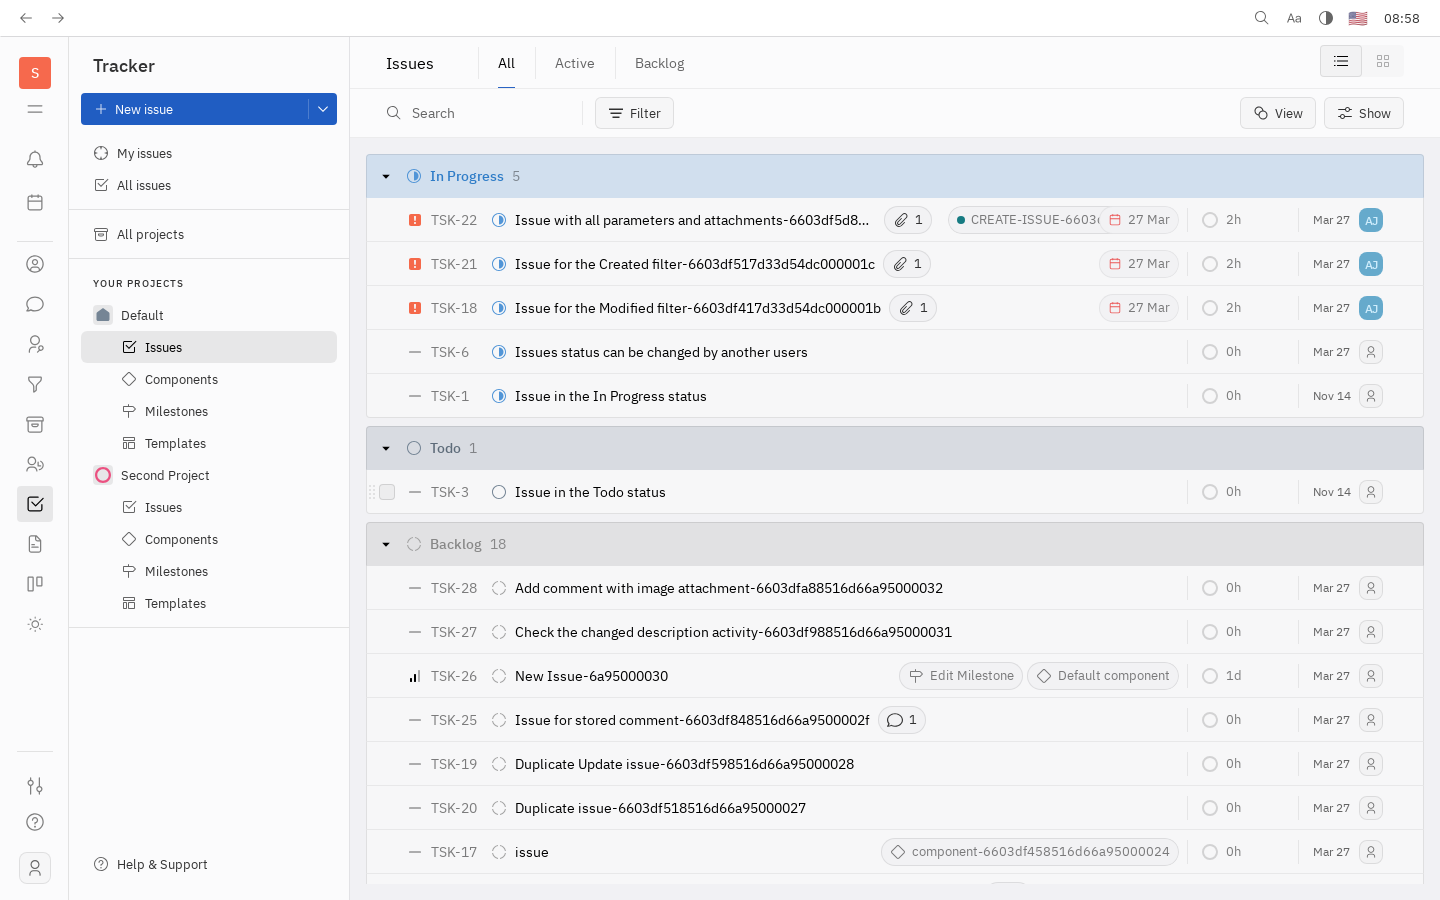 Aa
08:58
S
Tracker
New issue
My issues
All issues
All projects
YOUR PROJECTS
Default
Issues
Components
Milestones
Templates
Second Project
Issues
Components
Milestones
Templates
Help & Support
Issues
All
Active
Backlog
Search
Filter
View
Show
In Progress 5
TSK-22 Issue with all parameters and attachments-6603df5d8... 1 CREATE-ISSUE-6603 27 Mar 2h Mar 27 AJ
TSK-21 Issue for the Created filter-6603df517d33d54dc000001c 1 27 Mar 2h Mar 27 AJ
TSK-18 Issue for the Modified filter-6603df417d33d54dc000001b 1 27 Mar 2h Mar 27 AJ
TSK-6 Issues status can be changed by another users 0h Mar 27
TSK-1 Issue in the In Progress status 0h Nov 14
Todo 1
TSK-3 Issue in the Todo status 0h Nov 14
Backlog 18
TSK-28 Add comment with image attachment-6603dfa88516d66a95000032 0h Mar 27
TSK-27 Check the changed description activity-6603df988516d66a95000031 0h Mar 27
TSK-26 New Issue-6a95000030 Edit Milestone Default component 1d Mar 27
TSK-25 Issue for stored comment-6603df848516d66a9500002f 1 0h Mar 27
TSK-19 Duplicate Update issue-6603df598516d66a95000028 0h Mar 27
TSK-20 Duplicate issue-6603df518516d66a95000027 0h Mar 27
TSK-17 issue component-6603df458516d66a95000024 0h Mar 27